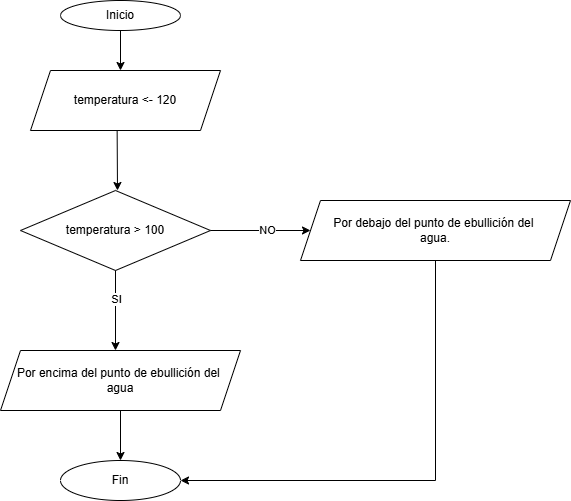 Inicio
temperatura <- 120
temperatura > 100
NO
Por debajo del punto de ebullición del
agua.
SI
Por encima del punto de ebullición del
agua
Fin